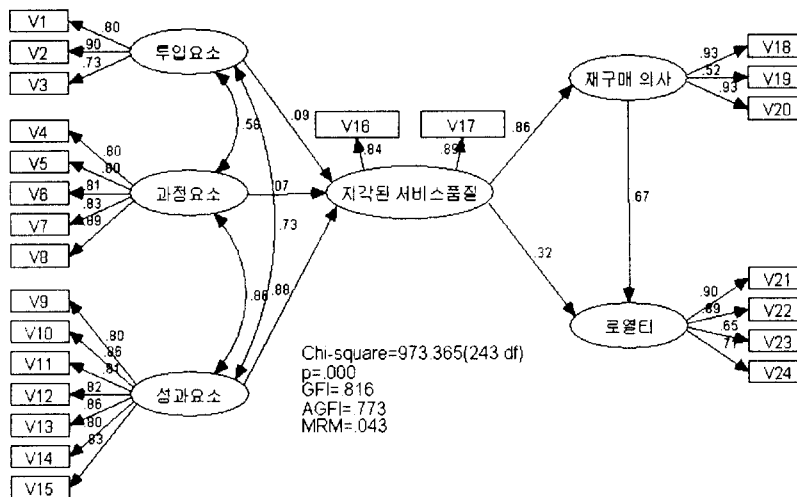 V1
V2
V3
.80
.90
.73
투입요소
V4
V5
V6
V7
V8
.80
.80
.81
.83
.89
과정요소
V9
V10
V11
V12
V13
V14
V15
.80
.86
.81
.82
.86
.80
.83
성과요소
.58
.73
.86
.09
.07
.88
V16
V17
.84
.89
지각된 서비스품질
.86
.32
재구매 의사
.93
.52
.93
V18
V19
V20
.67
로열티
.90
.89
.65
.71
V21
V22
V23
V24
Chi-square=973.365(243 df)
p=.000
GFI=.816
AGFI=.773
MRM=.043